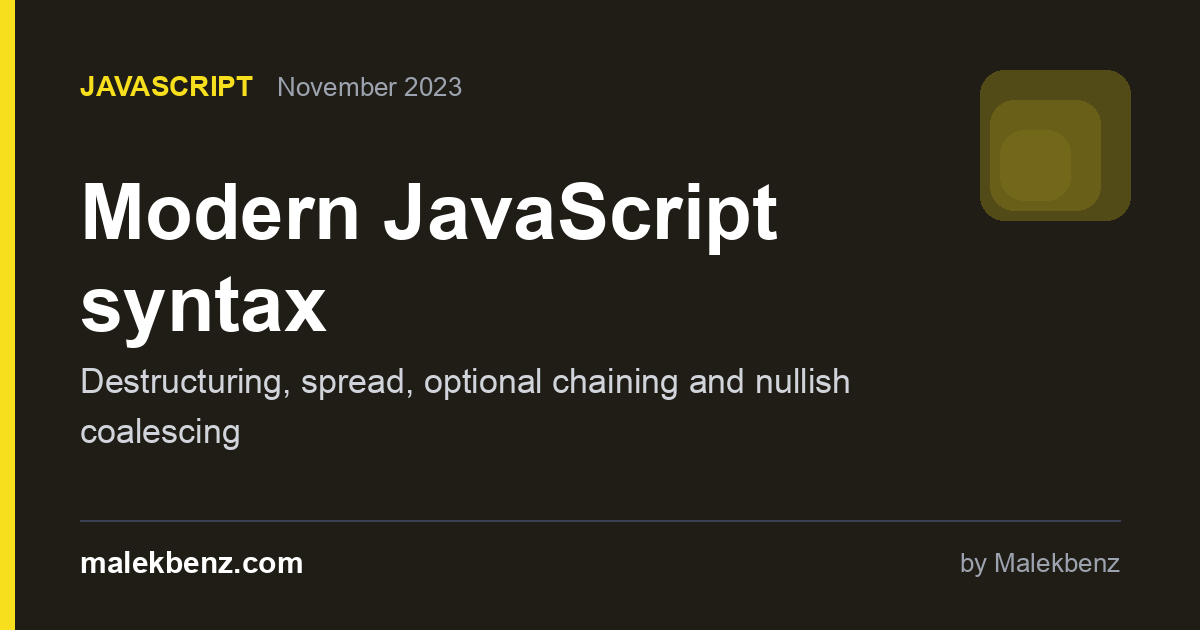 JAVASCRIPT November 2023
Modern JavaScript
syntax
Destructuring, spread, optional chaining and nullish
coalescing
malekbenz.com by Malekbenz